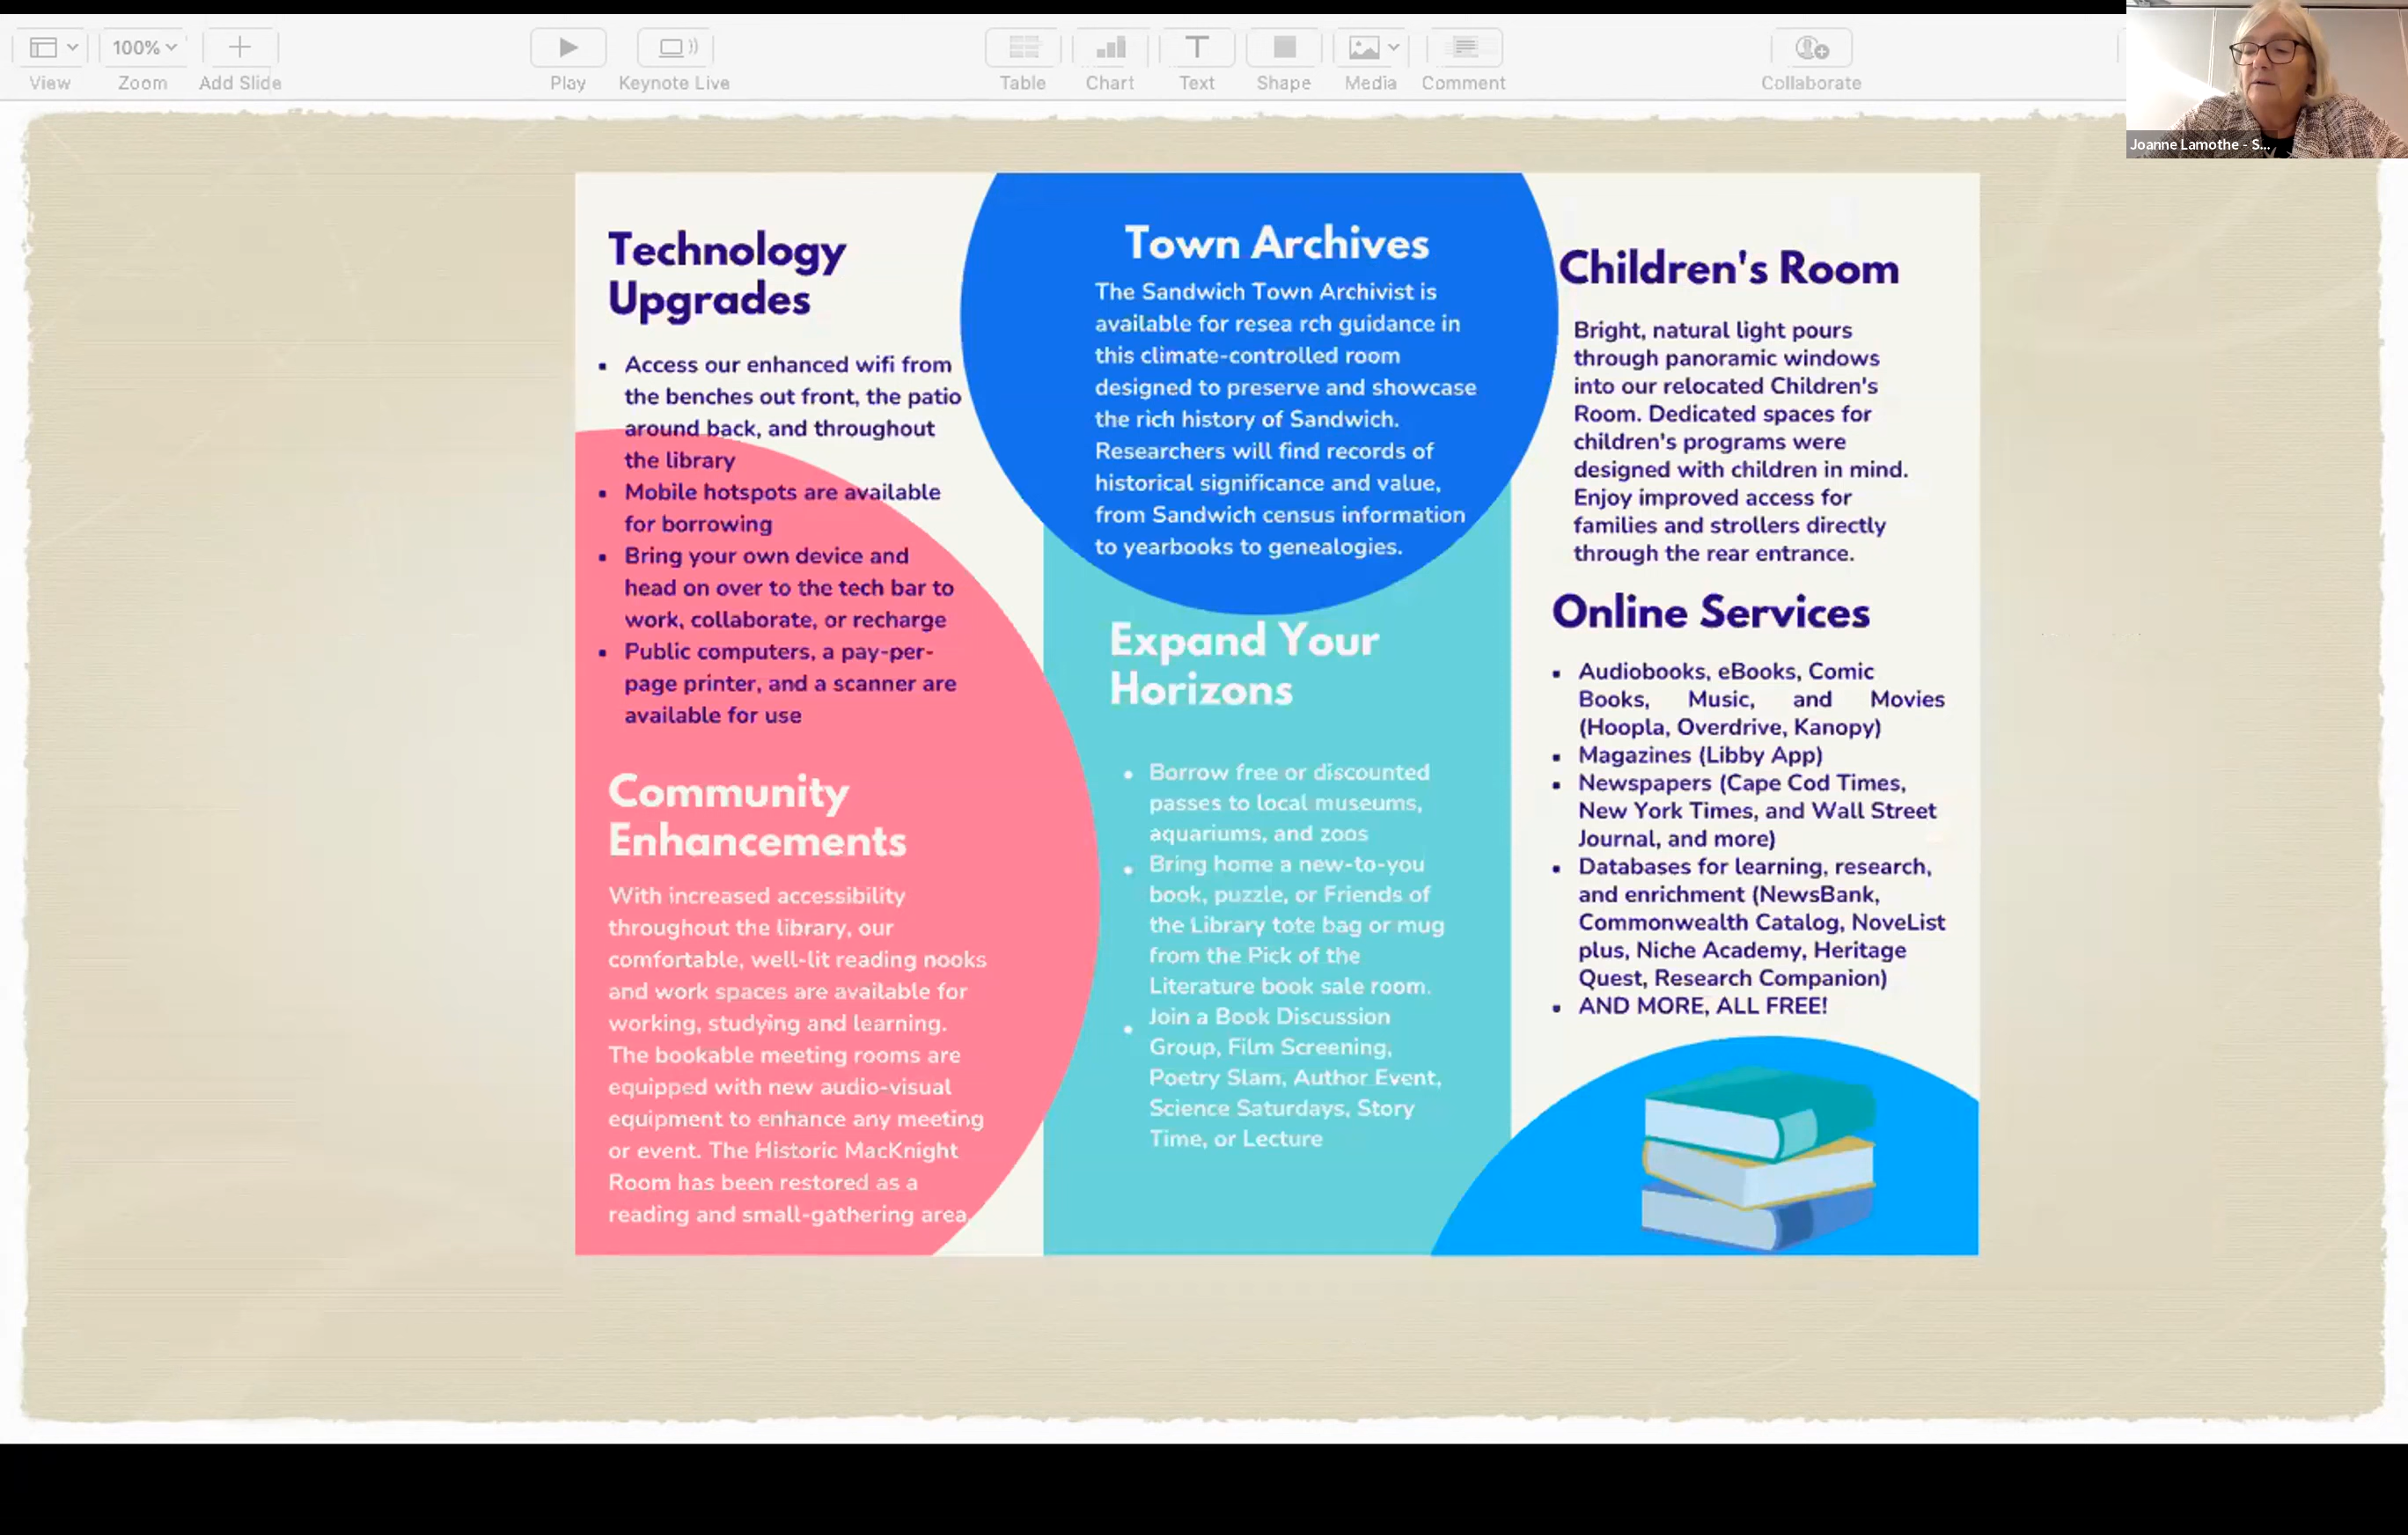 100%
View
Zoom
Add Slide
Play
Keynote Live
Table
Chart
Text
Shape
Media
Comment
Collaborate
Joanne Lamothe - S...
Technology
Upgrades
Access our enhanced wifi from
the benches out front, the patio
around back, and throughout
the library
Mobile hotspots are available
for borrowing
Bring your own device and
head on over to the tech bar to
work, collaborate, or recharge
Public computers, a pay-per-
page printer, and a scanner are
available for use
Community
Enhancements
With increased accessibility
throughout the library, our
comfortable, well-lit reading nooks
and work spaces are available for
working, studying and learning.
The bookable meeting rooms are
equipped with new audio-visual
equipment to enhance any meeting
or event. The Historic MacKnight
Room has been restored as a
reading and small-gathering area.
Town Archives
The Sandwich Town Archivist is
available for resea rch guidance in
this climate-controlled room
designed to preserve and showcase
the rich history of Sandwich.
Researchers will find records of
historical significance and value,
from Sandwich census information
to yearbooks to genealogies.
Expand Your
Horizons
Borrow free or discounted
passes to local museums,
aquariums, and zoos
Bring home a new-to-you
book, puzzle, or Friends of
the Library tote bag or mug
from the Pick of the
Literature book sale room.
Join a Book Discussion
Group, Film Screening,
Poetry Slam, Author Event,
Science Saturdays, Story
Time, or Lecture
Children's Room
Bright, natural light pours
through panoramic windows
into our relocated Children's
Room. Dedicated spaces for
children's programs were
designed with children in mind.
Enjoy improved access for
families and strollers directly
through the rear entrance.
Online Services
Audiobooks, eBooks, Comic
Books, Music, and Movies
(Hoopla, Overdrive, Kanopy)
Magazines (Libby App)
Newspapers (Cape Cod Times,
New York Times, and Wall Street
Journal, and more)
Databases for learning, research,
and enrichment (NewsBank,
Commonwealth Catalog, NoveList
plus, Niche Academy, Heritage
Quest, Research Companion)
AND MORE, ALL FREE!